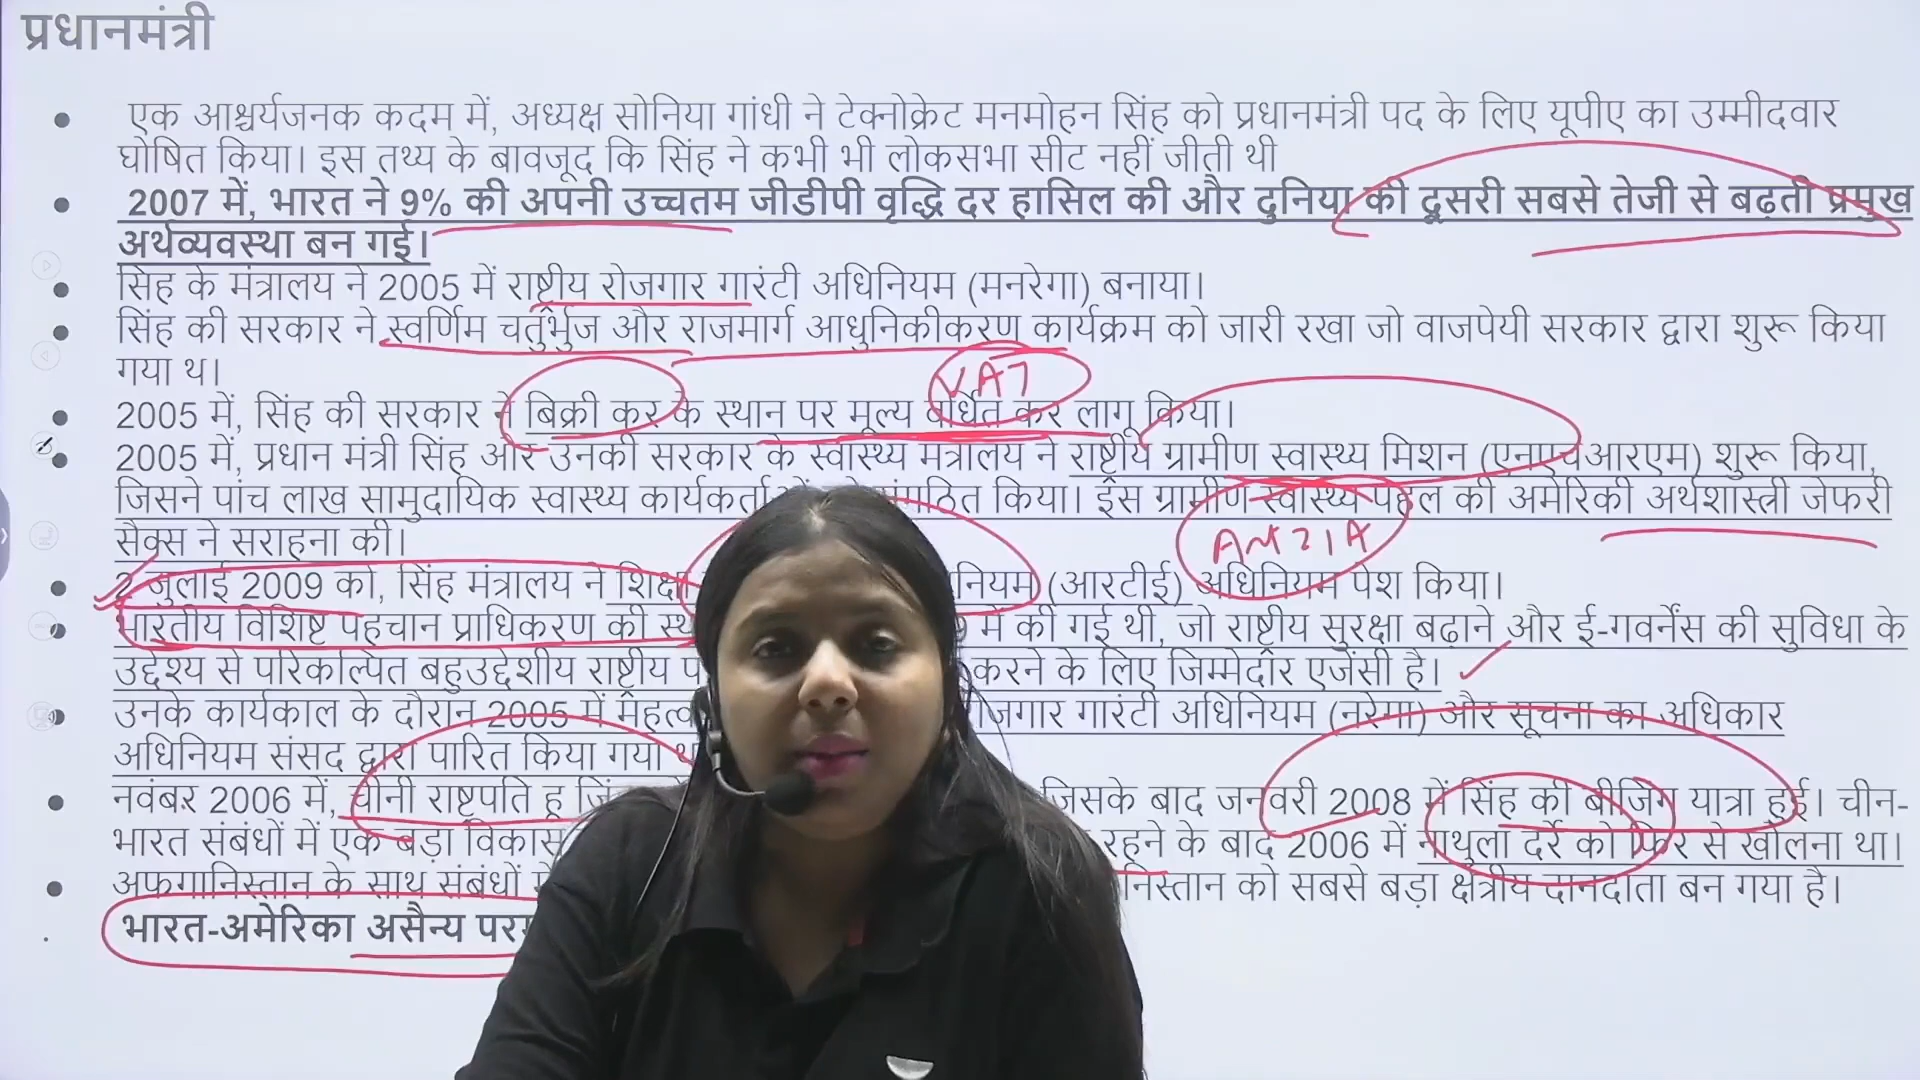 प्रधानमंत्री
एक आश्चर्यजनक कदम में, अध्यक्ष सोनिया गांधी ने टेक्नोक्रेट मनमोहन सिंह को प्रधानमंत्री पद के लिए यूपीए का उम्मीदवार
घोषित किया। इस तथ्य के बावजूद कि सिंह ने कभी भी लोकसभा सीट नहीं जीती थी
2007 में, भारत ने 9% की अपनी उच्चतम जीडीपी वृद्धि दर हासिल की और दुनिया की दूसरी सबसे तेजी से बढ़ती प्रमुख
अर्थव्यवस्था बन गई।
सिंह के मंत्रालय ने 2005 में राष्ट्रीय रोजगार गारंटी अधिनियम (मनरेगा) बनाया।
सिंह की सरकार ने स्वर्णिम चतुर्भुज और राजमार्ग आधुनिकीकरण कार्यक्रम को जारी रखा जो वाजपेयी सरकार द्वारा शुरू किया
गया थ।
VAT
2005 में, सिंह की सरकार ने बिक्री कर के स्थान पर मूल्य वर्धित कर लागू किया।
2005 में, प्रधान मंत्री सिंह और उनकी सरकार के स्वास्थ्य मंत्रालय ने राष्ट्रीय ग्रामीण स्वास्थ्य मिशन (एनएचआरएम) शुरू किया,
जिसने पांच लाख सामुदायिक स्वास्थ्य कार्यकर्ताओं किया। इस ग्रामीण स्वास्थ्य पहल की अमेरिकी अर्थशास्त्री जेफरी
सैक्स ने सराहना की।
Art 21A
2 जुलाई 2009 को, सिंह मंत्रालय ने शिक्षा (आरटीई) अधिनियम पेश किया।
भारतीय विशिष्ट पहचान प्राधिकरण की में की गई थी, जो राष्ट्रीय सुरक्षा बढ़ाने और ई-गवर्नेंस की सुविधा के
उद्देश्य से परिकल्पित बहुउद्देशीय राष्ट्रीय करने के लिए जिम्मेदार एजेंसी है।
उनके कार्यकाल के दौरान 2005 में गारंटी अधिनियम (नरेगा) और सूचना का अधिकार
अधिनियम संसद द्वारा पारित किया गया
नवंबर 2006 में, चीनी राष्ट्रपति हू जिसके बाद जनवरी 2008 में सिंह की बीजिंग यात्रा हुई। चीन-
भारत संबंधों में एक बड़ा विकास रहने के बाद 2006 में नाथुला दर्रे को फिर से खोलना था।
अफगानिस्तान के साथ संबंधों को सबसे बड़ा क्षेत्रीय दानदाता बन गया है।
भारत-अमेरिका असैन्य